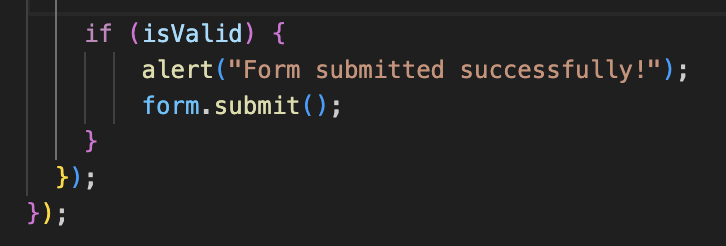 if (isValid) {
alert("Form submitted successfully!");
form.submit();
}
});
});